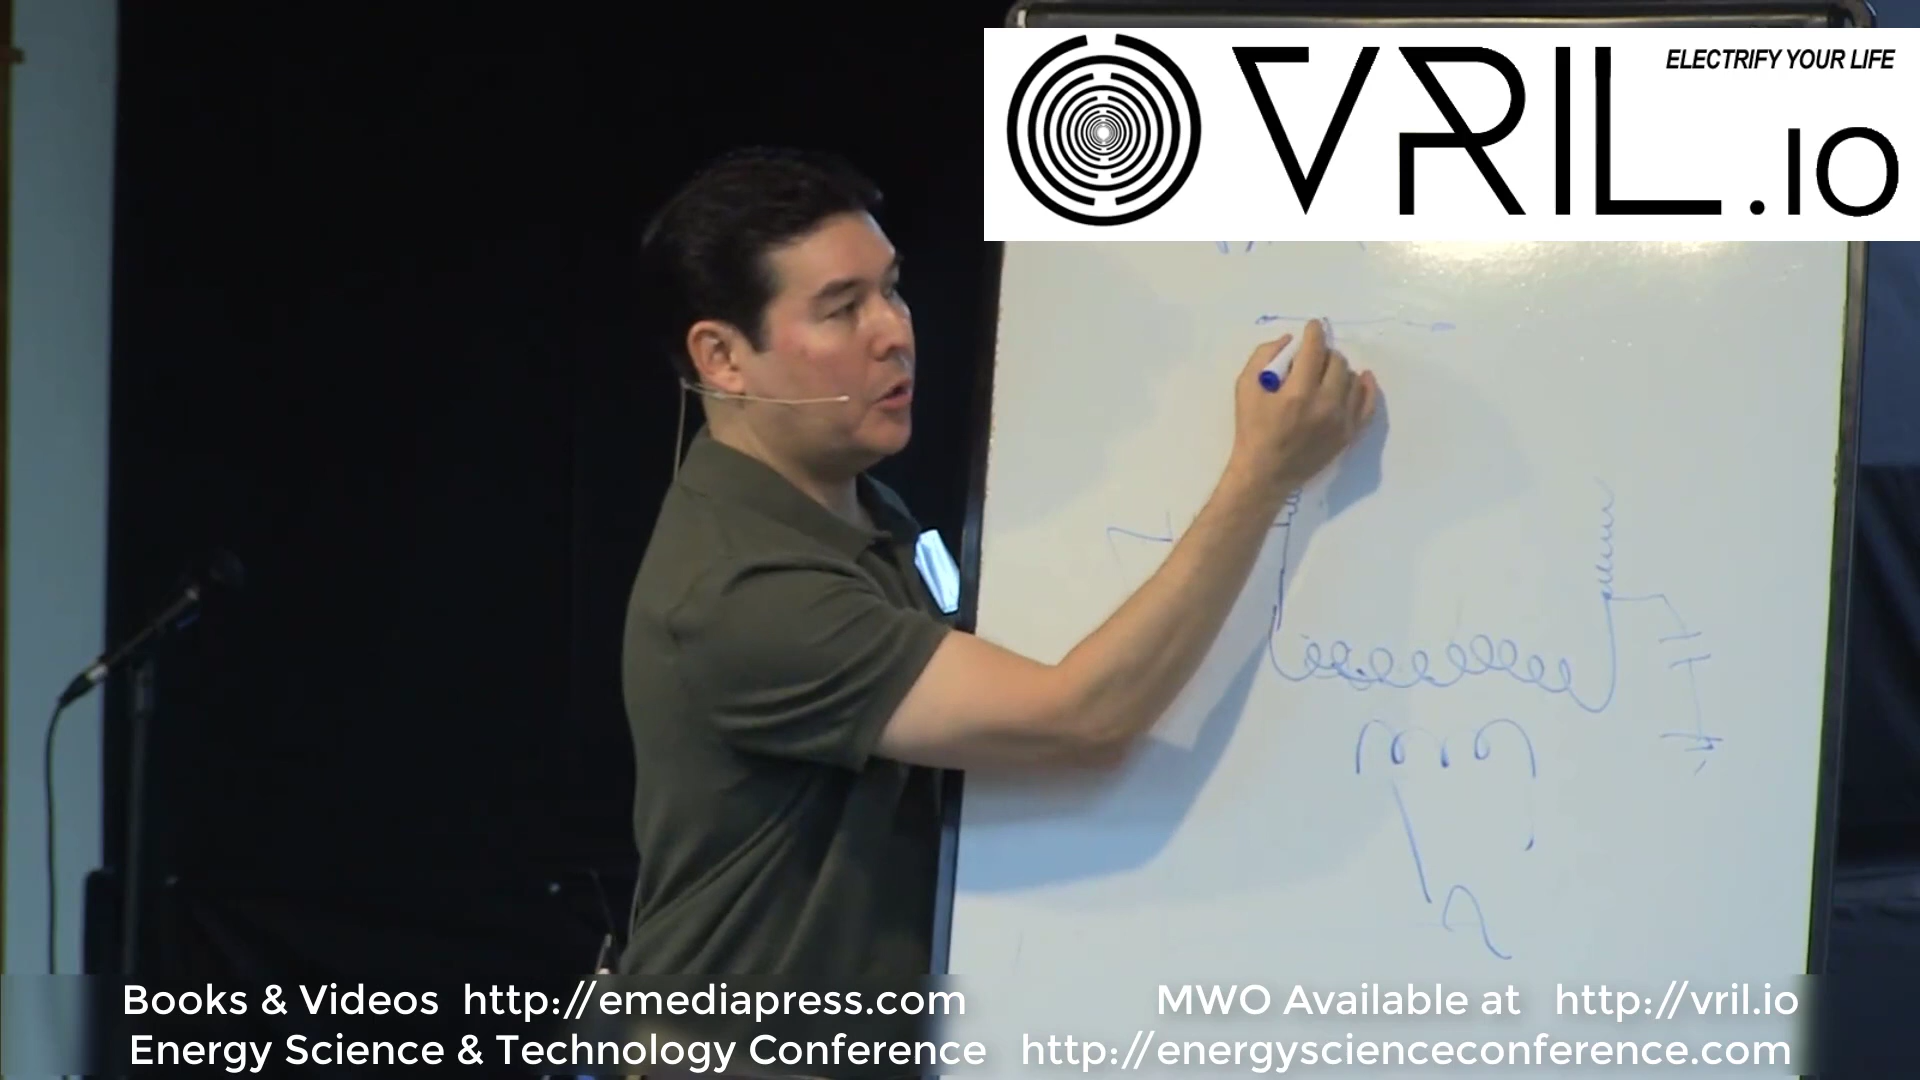 ELECTRIFY YOUR LIFE
VRIL.IO
Books & Videos http://emediapress.com MWO Available at http://vril.io
Energy Science & Technology Conference http://energyscienceconference.com